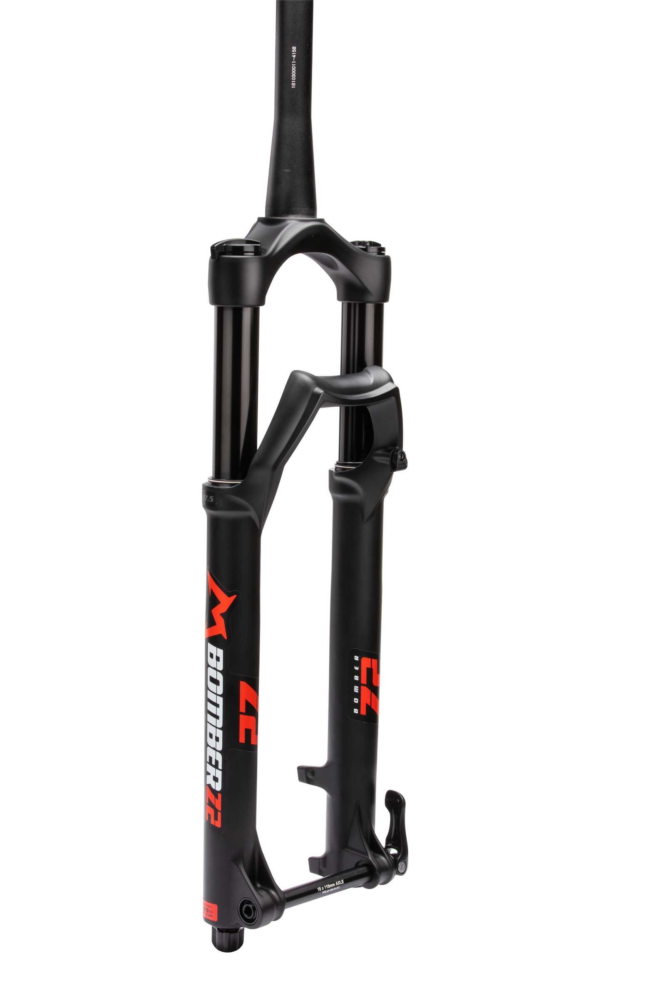 1810300011-4158
27.5
M
BOMBER Z2
Z2
BOMBER
Z2
15 x 110mm AXLE